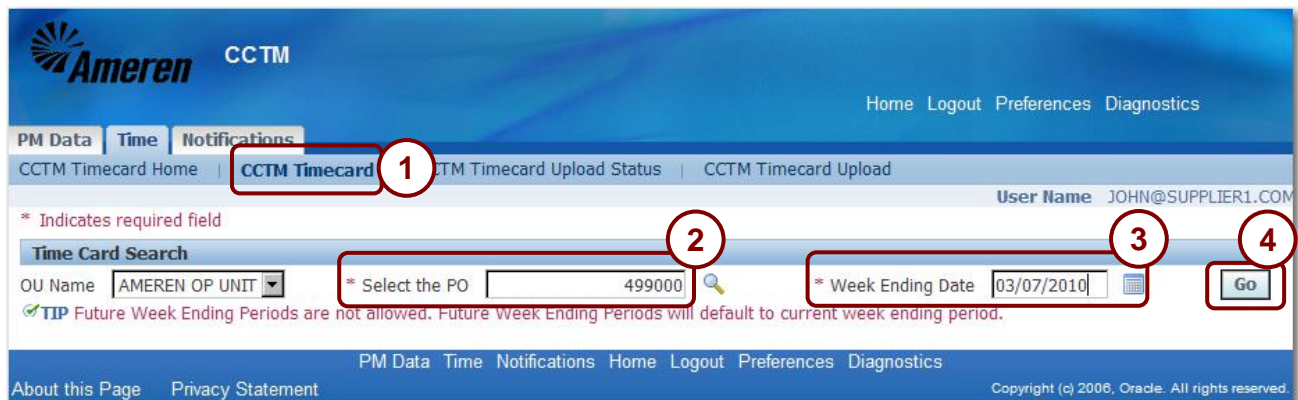 Ameren CCTM
Home Logout Preferences Diagnostics
PM Data Time Notifications
CCTM Timecard Home | CCTM Timecard 1 CTM Timecard Upload Status | CCTM Timecard Upload
User Name JOHN@SUPPLIER1.COM
* Indicates required field
Time Card Search 2 3 4
OU Name AMEREN OP UNIT * Select the PO 499000 * Week Ending Date 03/07/2010 Go
TIP Future Week Ending Periods are not allowed. Future Week Ending Periods will default to current week ending period.
PM Data Time Notifications Home Logout Preferences Diagnostics
About this Page Privacy Statement Copyright (c) 2006, Oracle. All rights reserved.